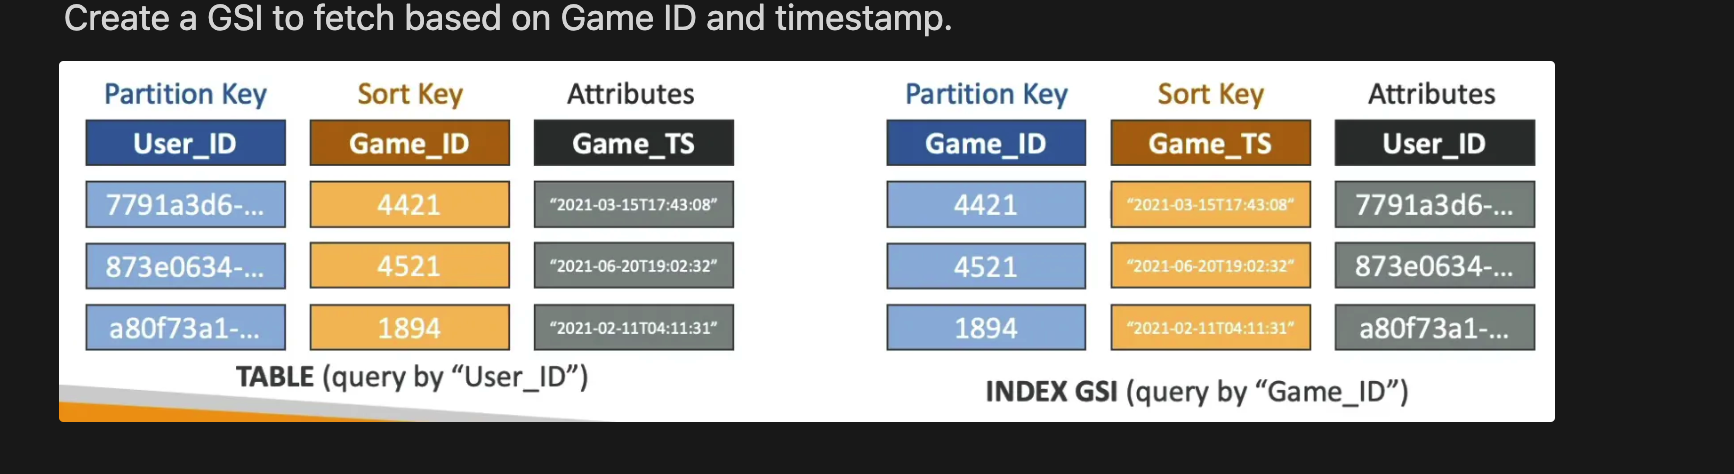 Create a GSI to fetch based on Game ID and timestamp.
Partition Key Sort Key Attributes
User_ID Game_ID Game_TS
7791a3d6-... 4421 “2021-03-15T17:43:08”
873e0634-... 4521 “2021-06-20T19:02:32”
a80f73a1-... 1894 “2021-02-11T04:11:31”
TABLE (query by “User_ID”)
Partition Key Sort Key Attributes
Game_ID Game_TS User_ID
4421 “2021-03-15T17:43:08” 7791a3d6-...
4521 “2021-06-20T19:02:32” 873e0634-...
1894 “2021-02-11T04:11:31” a80f73a1-...
INDEX GSI (query by “Game_ID”)